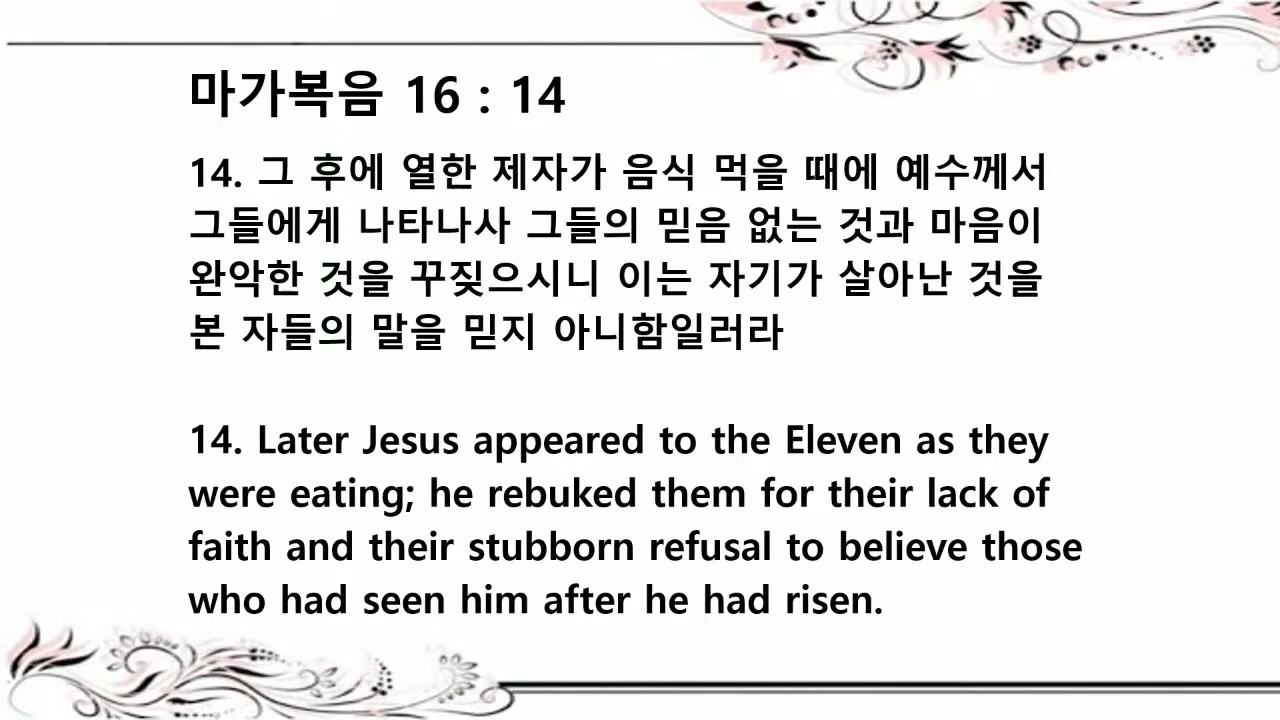 마가복음 16 : 14
14. 그 후에 열한 제자가 음식 먹을 때에 예수께서
그들에게 나타나사 그들의 믿음 없는 것과 마음이
완악한 것을 꾸짖으시니 이는 자기가 살아난 것을
본 자들의 말을 믿지 아니함일러라
14. Later Jesus appeared to the Eleven as they
were eating; he rebuked them for their lack of
faith and their stubborn refusal to believe those
who had seen him after he had risen.